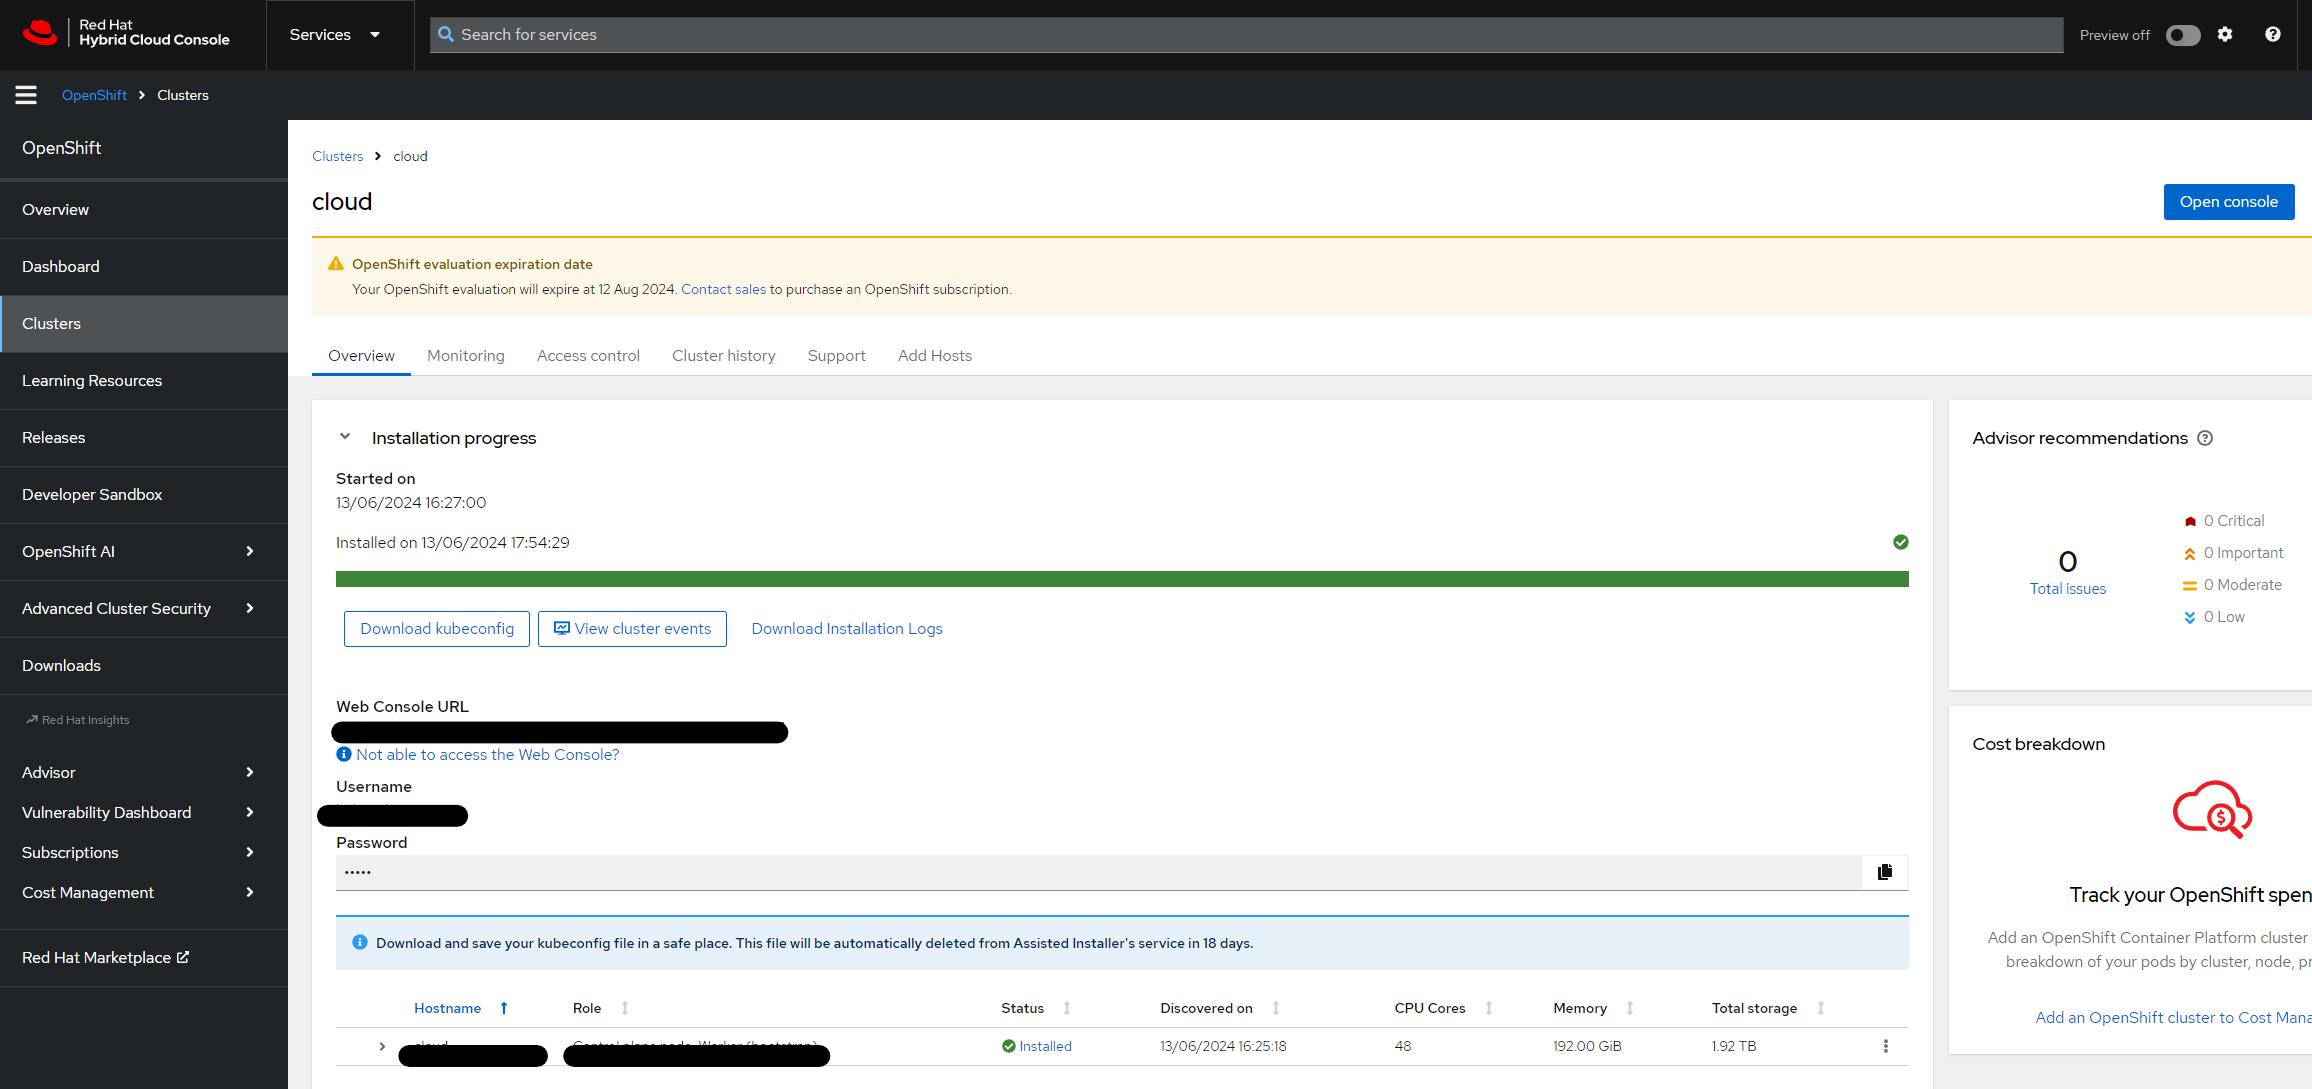 Red Hat
Hybrid Cloud Console
Services
Search for services
Preview off
OpenShift > Clusters
OpenShift
Overview
Dashboard
Clusters
Learning Resources
Releases
Developer Sandbox
OpenShift AI
Advanced Cluster Security
Downloads
Red Hat Insights
Advisor
Vulnerability Dashboard
Subscriptions
Cost Management
Red Hat Marketplace
Clusters > cloud
cloud
Open console
OpenShift evaluation expiration date
Your OpenShift evaluation will expire at 12 Aug 2024. Contact sales to purchase an OpenShift subscription.
Overview Monitoring Access control Cluster history Support Add Hosts
Installation progress
Started on
13/06/2024 16:27:00
Installed on 13/06/2024 17:54:29
Download kubeconfig View cluster events Download Installation Logs
Web Console URL
Not able to access the Web Console?
Username
Password
•••••
Download and save your kubeconfig file in a safe place. This file will be automatically deleted from Assisted Installer's service in 18 days.
Hostname Role Status Discovered on CPU Cores Memory Total storage
Installed 13/06/2024 16:25:18 48 192.00 GiB 1.92 TB
Advisor recommendations
0
Total issues
0 Critical
0 Important
0 Moderate
0 Low
Cost breakdown
Track your OpenShift spen
Add an OpenShift Container Platform cluster
breakdown of your pods by cluster, node, pr
Add an OpenShift cluster to Cost Mana